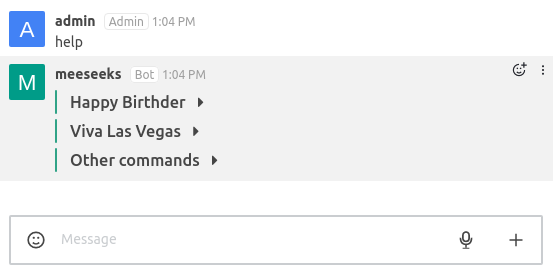 A
admin Admin 1:04 PM
help
M
meeseeks Bot 1:04 PM
Happy Birthder
Viva Las Vegas
Other commands
Message